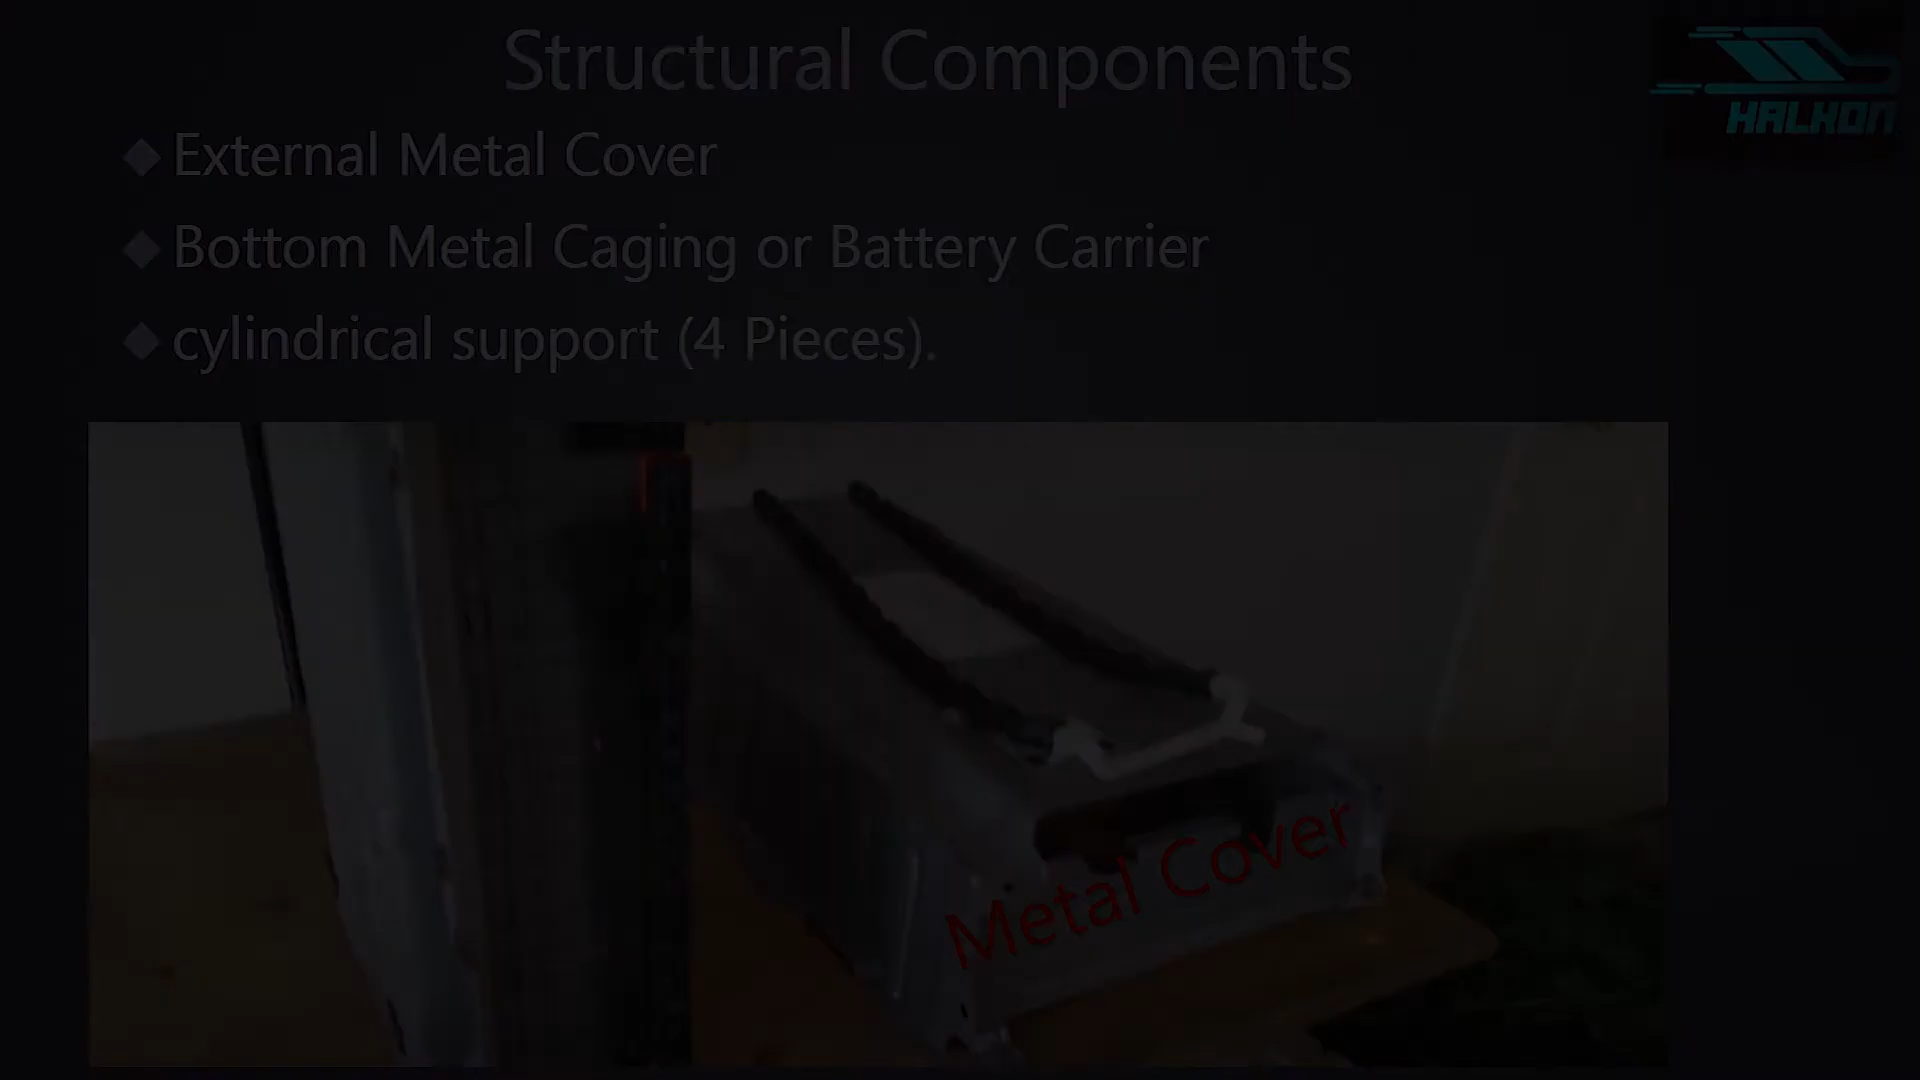 Structural Components
HALKON
External Metal Cover
Bottom Metal Caging or Battery Carrier
cylindrical support (4 Pieces).
Metal Cover